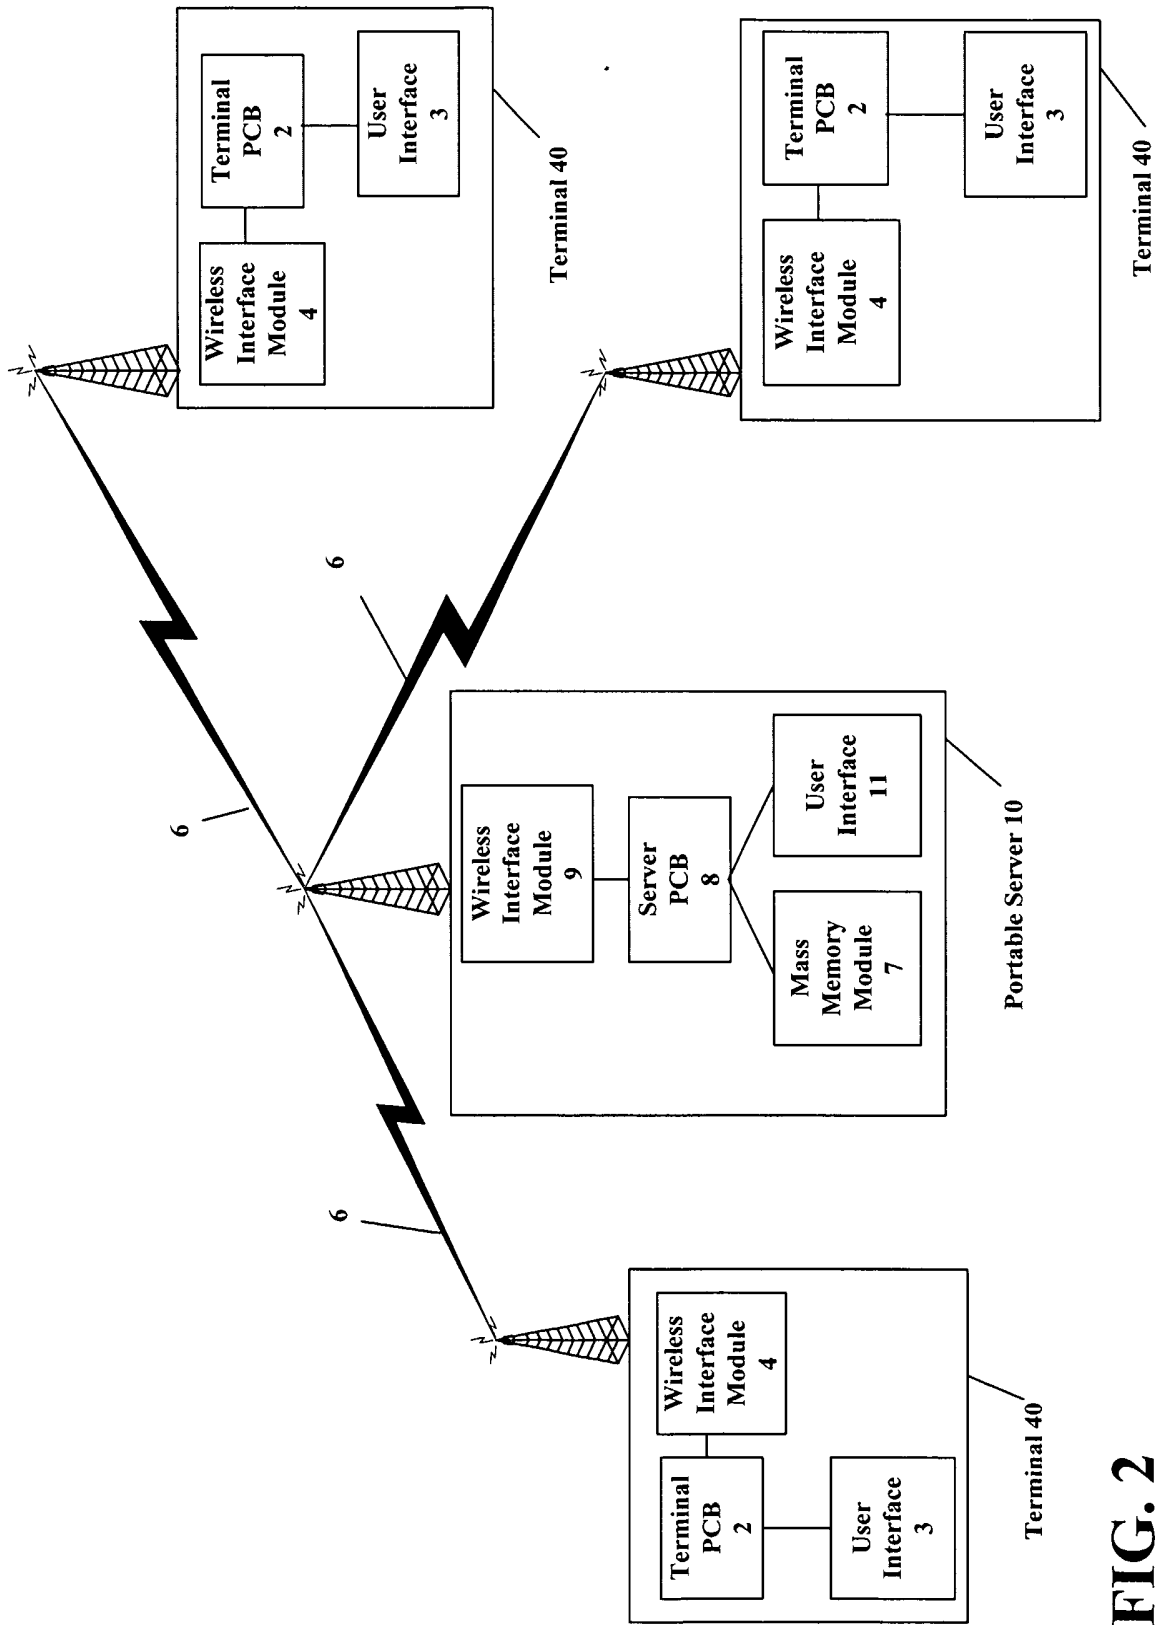 Terminal
PCB
2
Wireless
Interface
Module
4
User
Interface
3
Terminal 40
6
6
Wireless
Interface
Module
9
Server
PCB
8
Mass
Memory
Module
7
User
Interface
11
Portable Server 10
6
Wireless
Interface
Module
4
Terminal
PCB
2
User
Interface
3
Terminal 40
Wireless
Interface
Module
4
Terminal
PCB
2
User
Interface
3
Terminal 40
FIG. 2